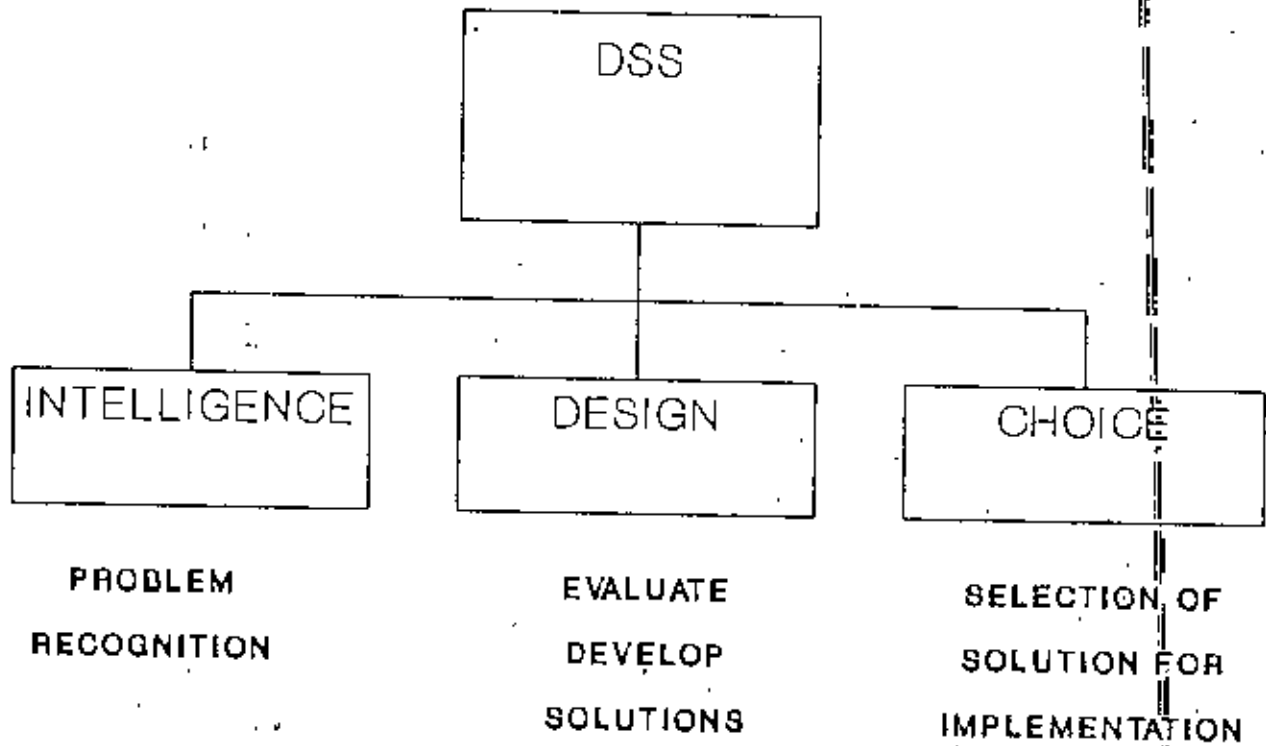 DSS
INTELLIGENCE
DESIGN
CHOICE
PROBLEM
RECOGNITION
EVALUATE
DEVELOP
SOLUTIONS
SELECTION OF
SOLUTION FOR
IMPLEMENTATION